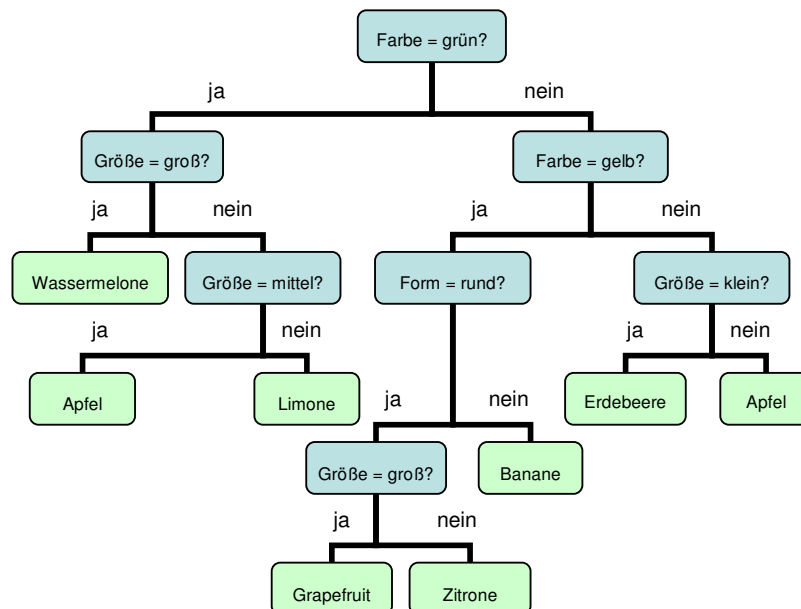 Farbe = grün?
ja nein
Größe = groß? Farbe = gelb?
ja nein ja nein
Wassermelone Größe = mittel? Form = rund? Größe = klein?
ja nein ja nein
Apfel Limone Erdebeere Apfel
ja nein
Größe = groß? Banane
ja nein
Grapefruit Zitrone